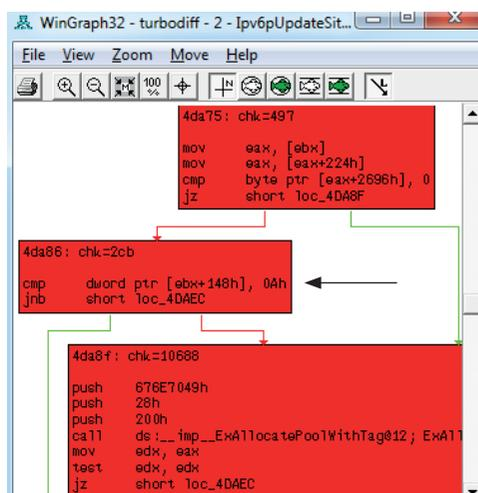 WinGraph32 - turbodiff - 2 - Ipv6pUpdateSit...
File View Zoom Move Help
100 %
N
4da75: chk=497
mov eax, [ebx]
mov eax, [eax+224h]
cmp byte ptr [eax+2696h], 0
jz short loc_4DA8F
4da86: chk=2cb
cmp dword ptr [ebx+148h], 0Ah
jnb short loc_4DAEC
4da8f: chk=10688
push 676E7049h
push 28h
push 200h
call ds:__imp__ExAllocatePoolWithTag@12; ExAll
mov edx, eax
test edx, edx
jz short loc_4DAEC